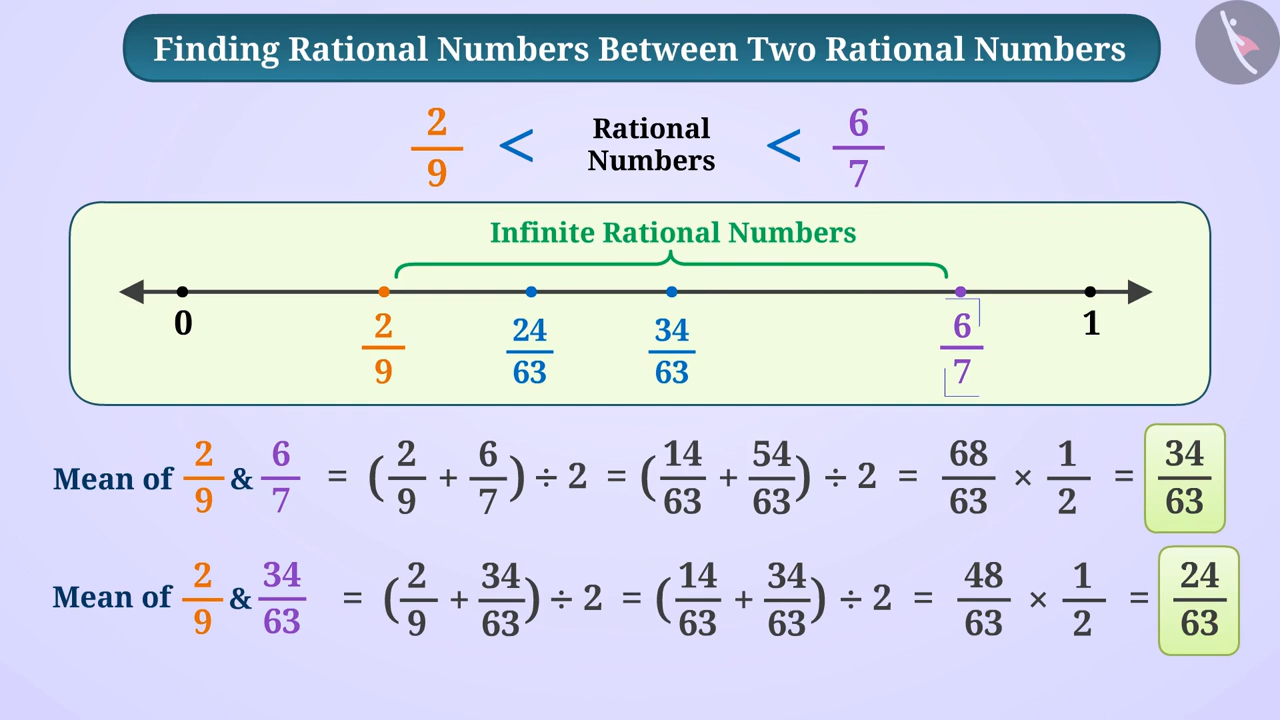 Finding Rational Numbers Between Two Rational Numbers
2/9 < Rational Numbers < 6/7
Infinite Rational Numbers
0 2/9 24/63 34/63 6/7 1
Mean of 2/9 & 6/7 = (2/9 + 6/7) ÷ 2 = (14/63 + 54/63) ÷ 2 = 68/63 × 1/2 = 34/63
Mean of 2/9 & 34/63 = (2/9 + 34/63) ÷ 2 = (14/63 + 34/63) ÷ 2 = 48/63 × 1/2 = 24/63